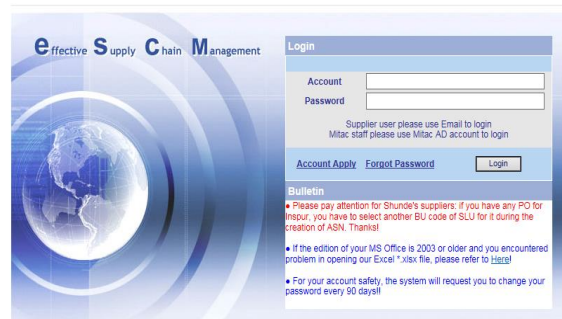 effective Supply Chain Management
Login
Account
Password
Supplier user please use Email to login
Mitac staff please use Mitac AD account to login
Account Apply Forgot Password Login
Bulletin
● Please pay attention for Shunde's suppliers: if you have any PO for
Inspur, you have to select another BU code of SLU for it during the
creation of ASN. Thanks!
● If the edition of your MS Office is 2003 or older and you encountered
problem in opening our Excel *.xlsx file, please refer to Here!
● For your account safety, the system will request you to change your
password every 90 days!!